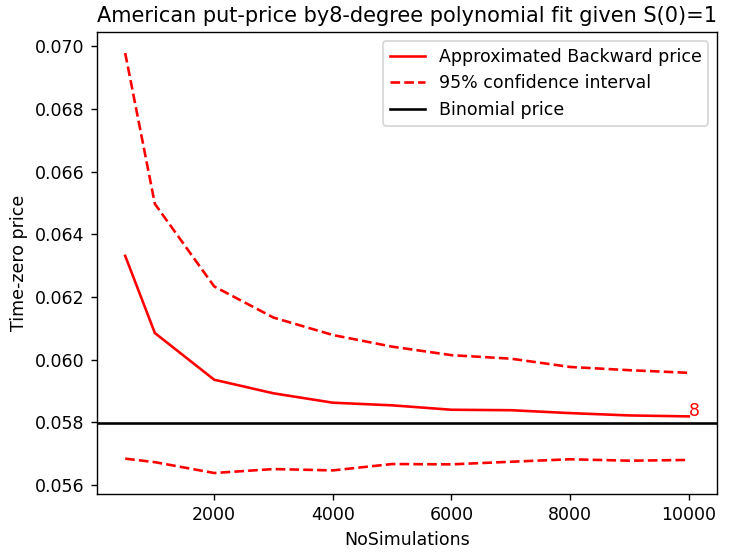 American put-price by8-degree polynomial fit given S(0)=1
Approximated Backward price
95% confidence interval
Binomial price
Time-zero price
0.070
0.068
0.066
0.064
0.062
0.060
0.058
0.056
8
2000
4000
6000
8000
10000
NoSimulations